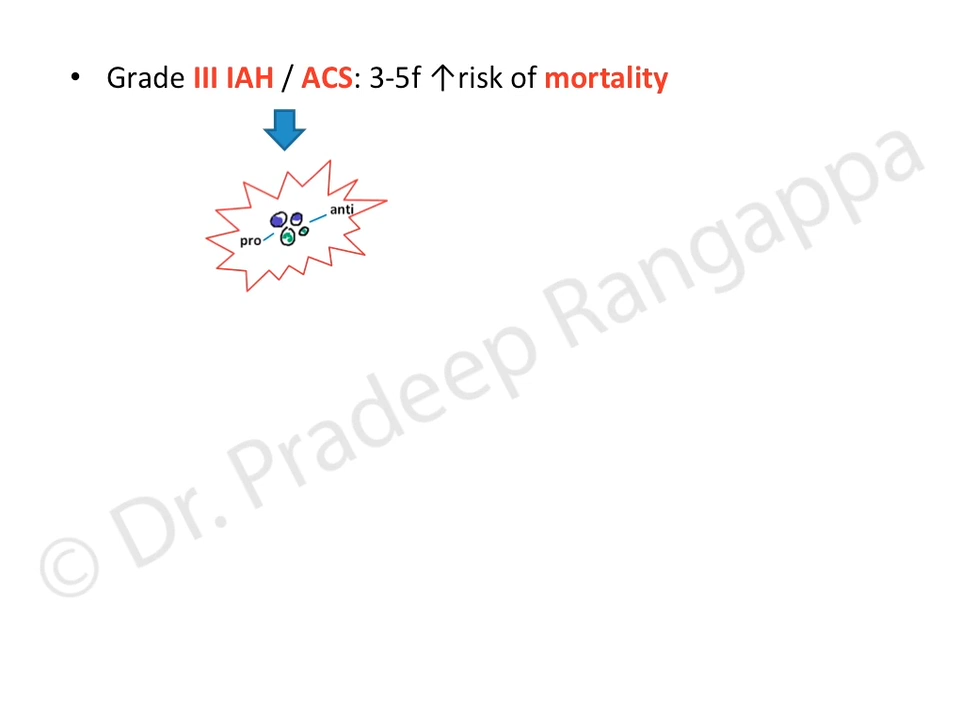 • Grade III IAH / ACS: 3-5f ↑risk of mortality
anti
pro
© Dr. Pradeep Rangappa